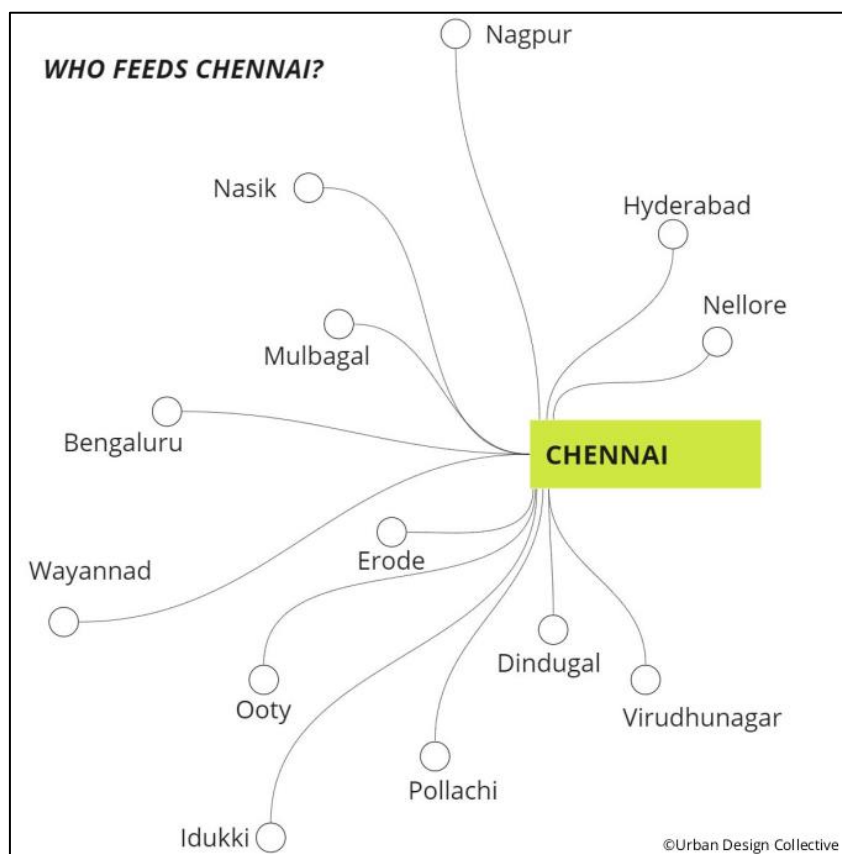 Nagpur
WHO FEEDS CHENNAI?
Nasik
Hyderabad
Nellore
Mulbagal
Bengaluru
CHENNAI
Erode
Wayannad
Dindugal
Ooty
Virudhunagar
Pollachi
Idukki
©Urban Design Collective